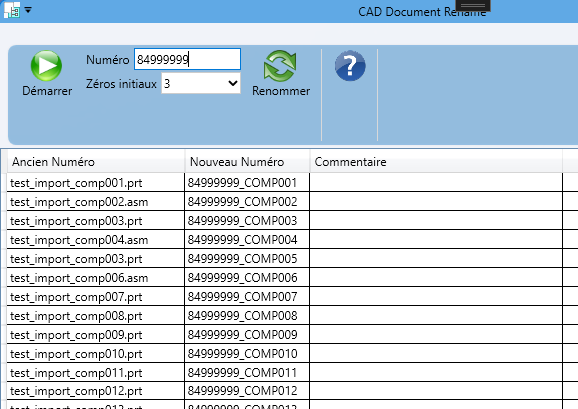 CAD Document Rename
Numéro 84999999
Démarrer Zéros initiaux 3 Renommer
Ancien Numéro Nouveau Numéro Commentaire
test_import_comp001.prt 84999999_COMP001
test_import_comp002.asm 84999999_COMP002
test_import_comp003.prt 84999999_COMP003
test_import_comp004.asm 84999999_COMP004
test_import_comp003.prt 84999999_COMP005
test_import_comp006.asm 84999999_COMP006
test_import_comp007.prt 84999999_COMP007
test_import_comp008.prt 84999999_COMP008
test_import_comp009.prt 84999999_COMP009
test_import_comp010.prt 84999999_COMP010
test_import_comp011.prt 84999999_COMP011
test_import_comp012.prt 84999999_COMP012